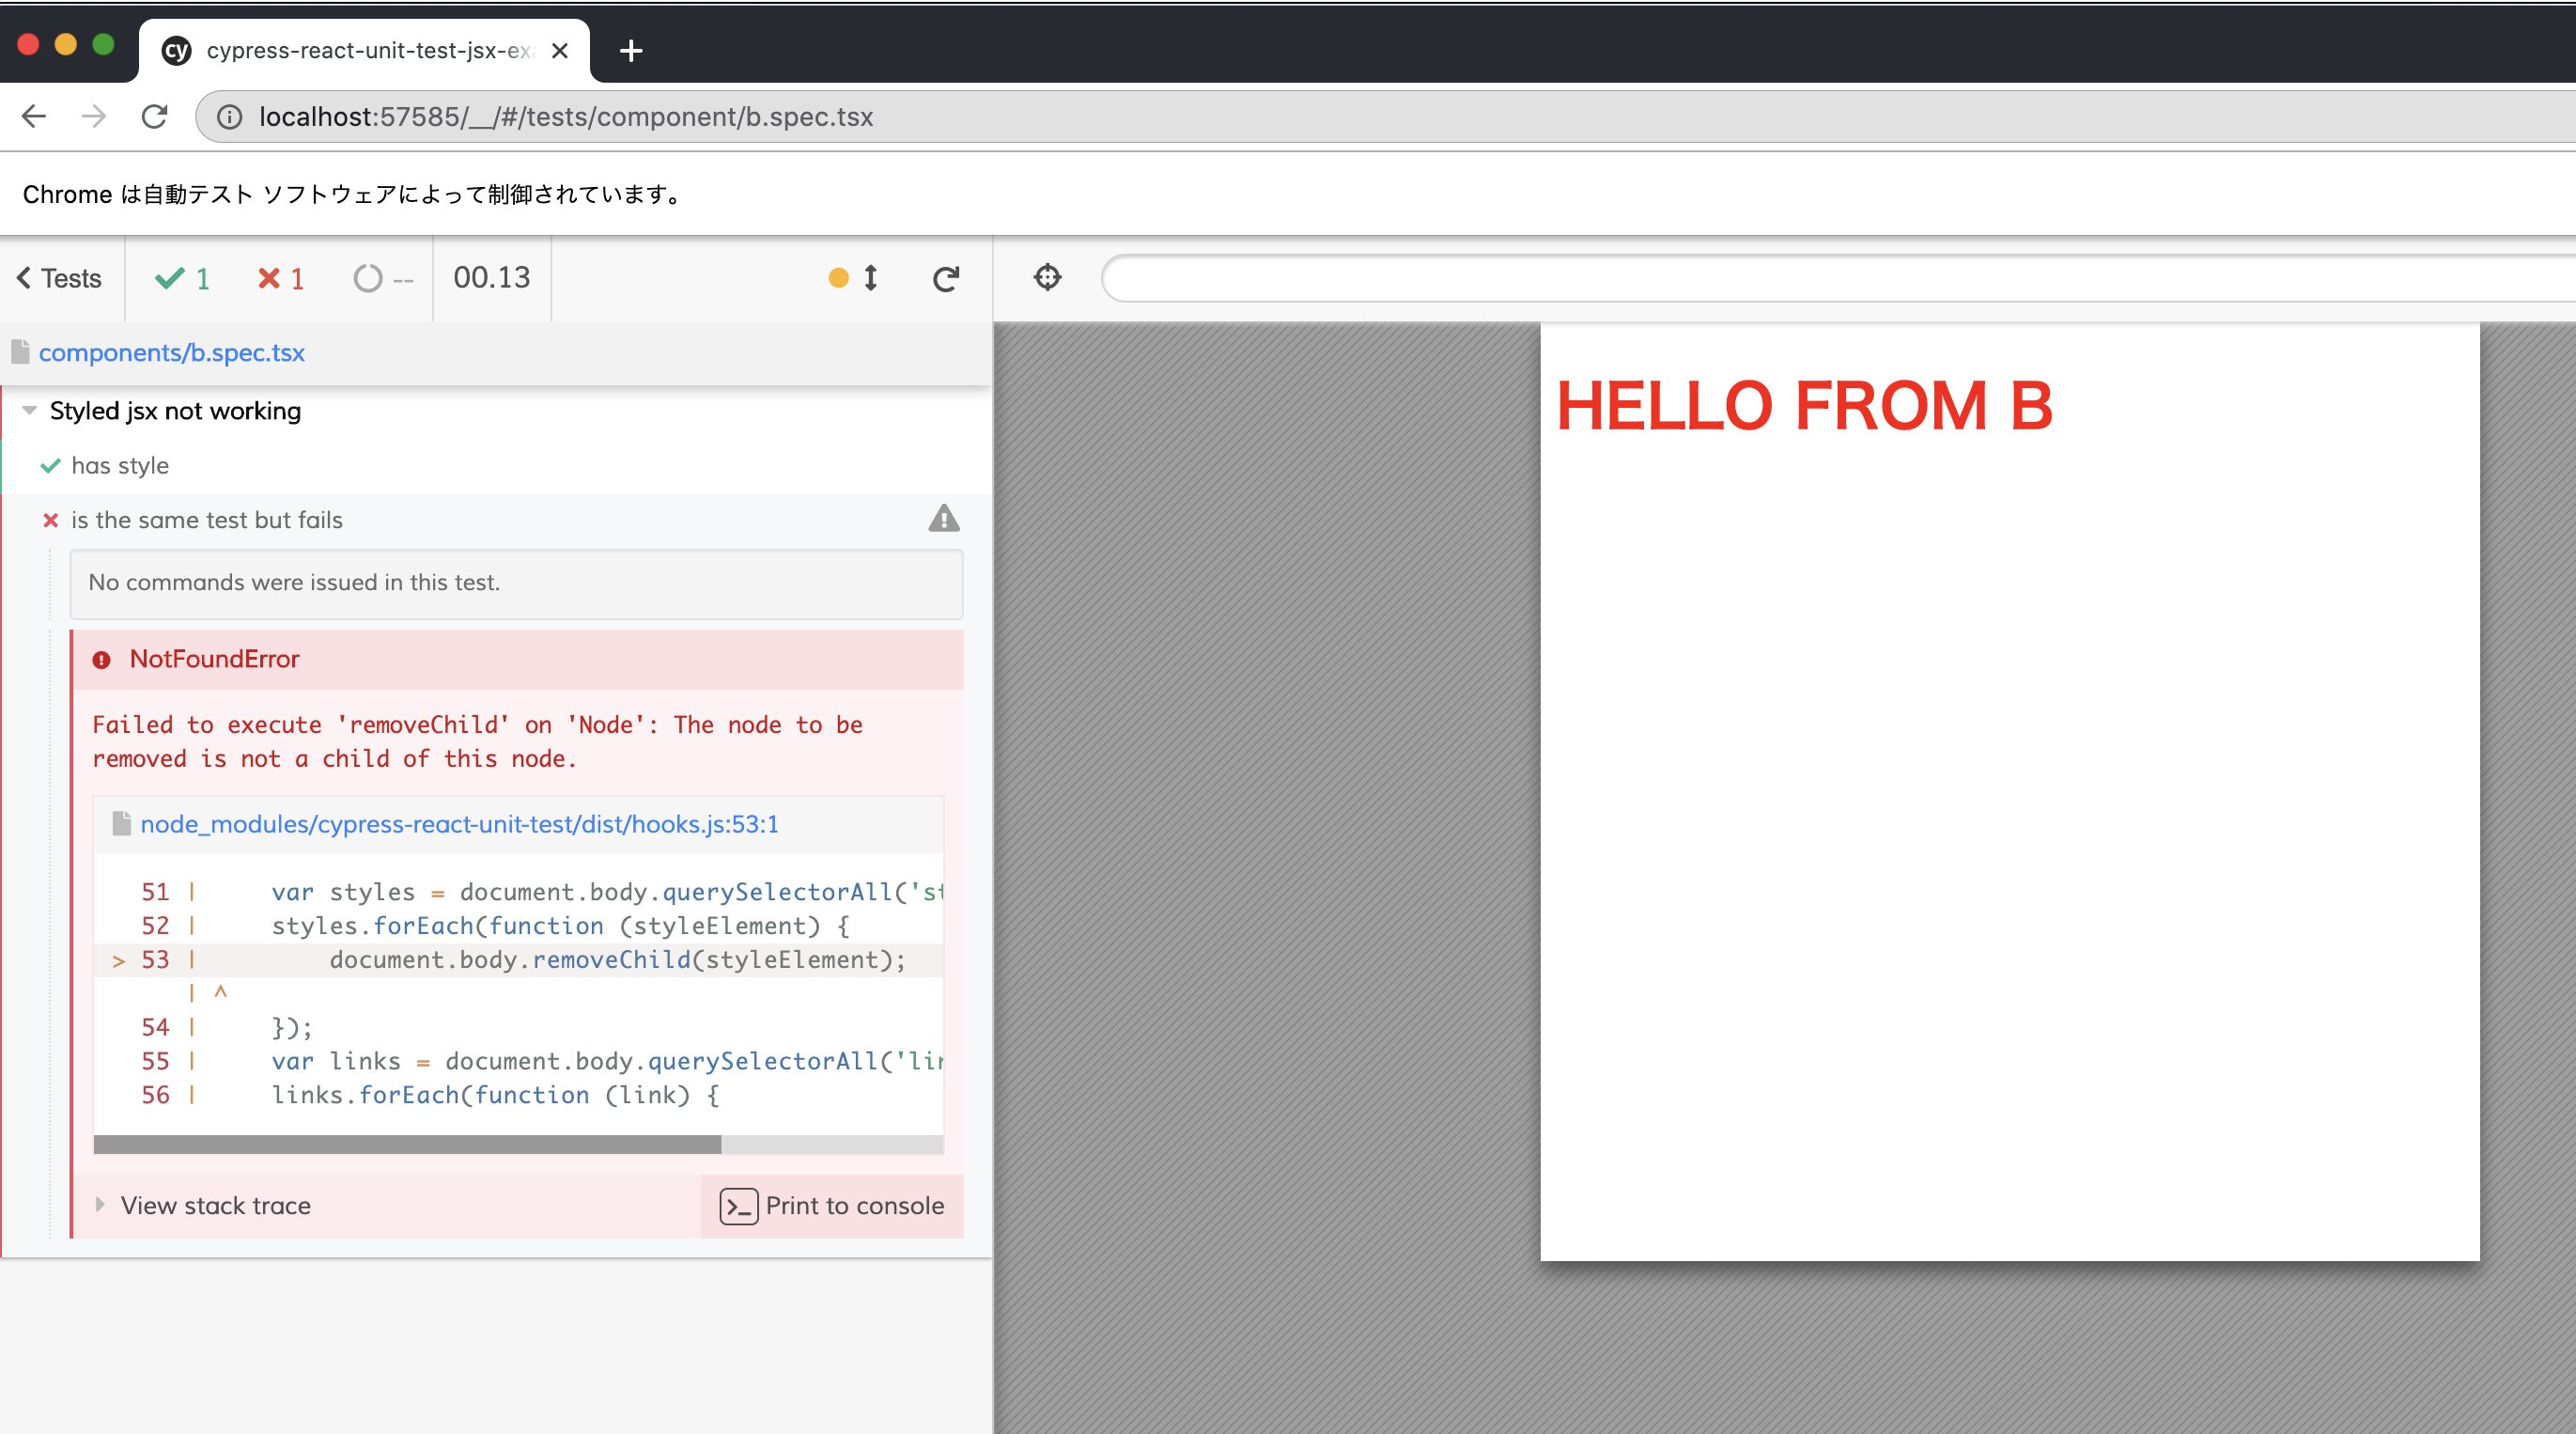 cy cypress-react-unit-test-jsx-ex
localhost:57585/__/#/tests/component/b.spec.tsx
Chrome は自動テスト ソフトウェアによって制御されています。
Tests 1 1 -- 00.13
components/b.spec.tsx
Styled jsx not working
has style
is the same test but fails
No commands were issued in this test.
NotFoundError
Failed to execute 'removeChild' on 'Node': The node to be
removed is not a child of this node.
node_modules/cypress-react-unit-test/dist/hooks.js:53:1
51 | var styles = document.body.querySelectorAll('st
52 | styles.forEach(function (styleElement) {
> 53 | document.body.removeChild(styleElement);
| ^
54 | });
55 | var links = document.body.querySelectorAll('lin
56 | links.forEach(function (link) {
View stack trace
Print to console
HELLO FROM B